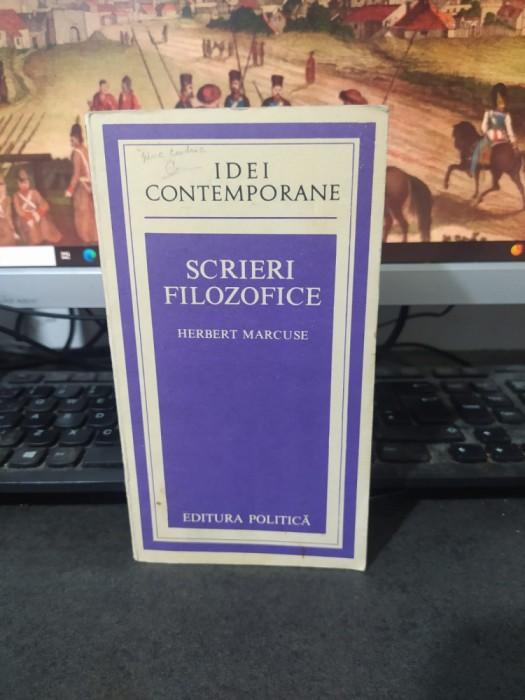 IDEI
CONTEMPORANE
SCRIERI
FILOZOFICE
HERBERT MARCUSE
EDITURA POLITICĂ